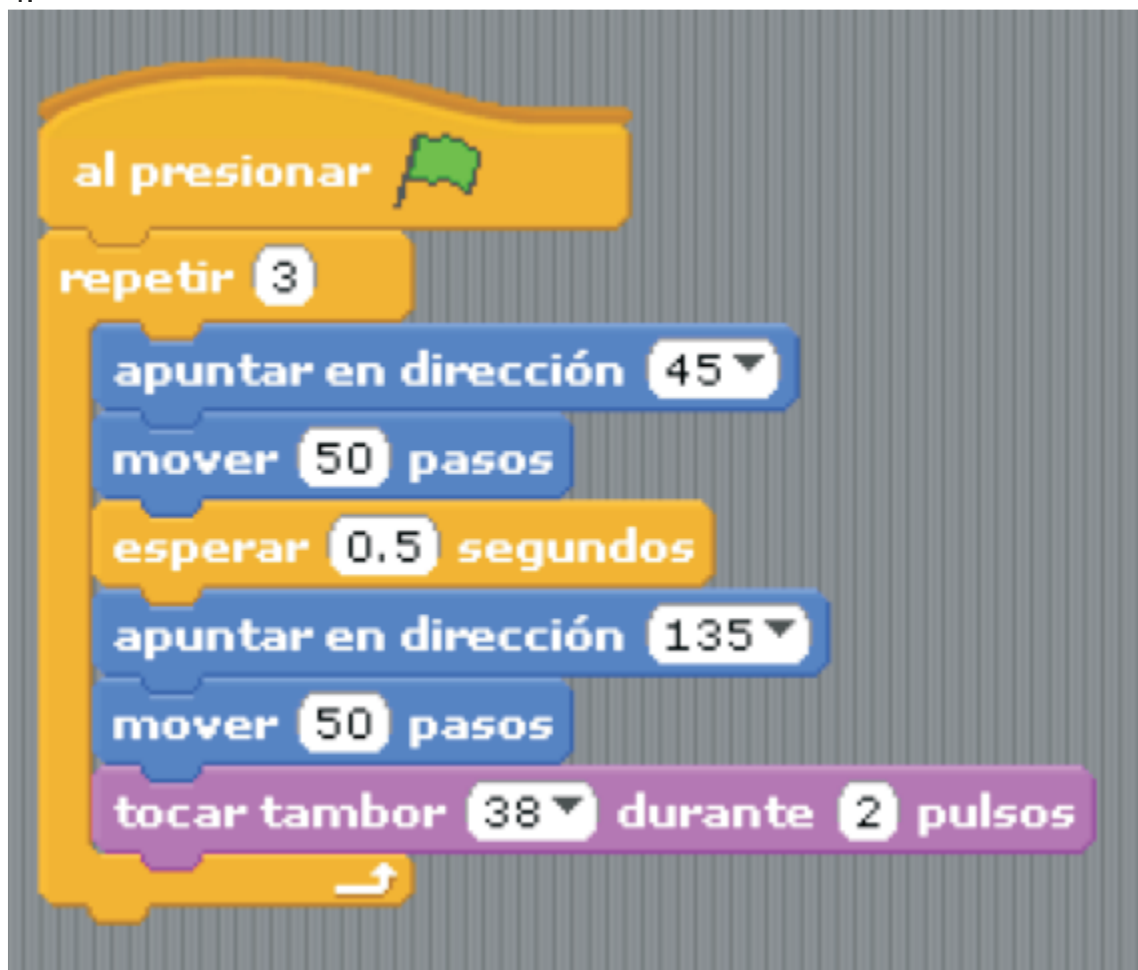 al presionar
repetir 3
apuntar en dirección 45
mover 50 pasos
esperar 0.5 segundos
apuntar en dirección 135
mover 50 pasos
tocar tambor 38 durante 2 pulsos